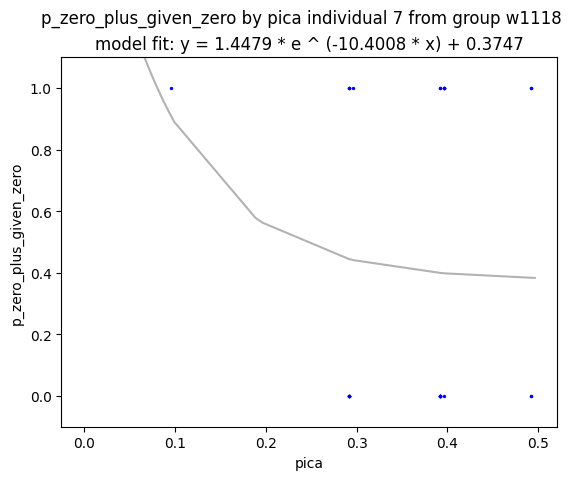 p_zero_plus_given_zero by pica individual 7 from group w1118
model fit: y = 1.4479 * e ^ (-10.4008 * x) + 0.3747
1.0
0.8
0.6
0.4
0.2
0.0
p_zero_plus_given_zero
0.0 0.1 0.2 0.3 0.4 0.5
pica